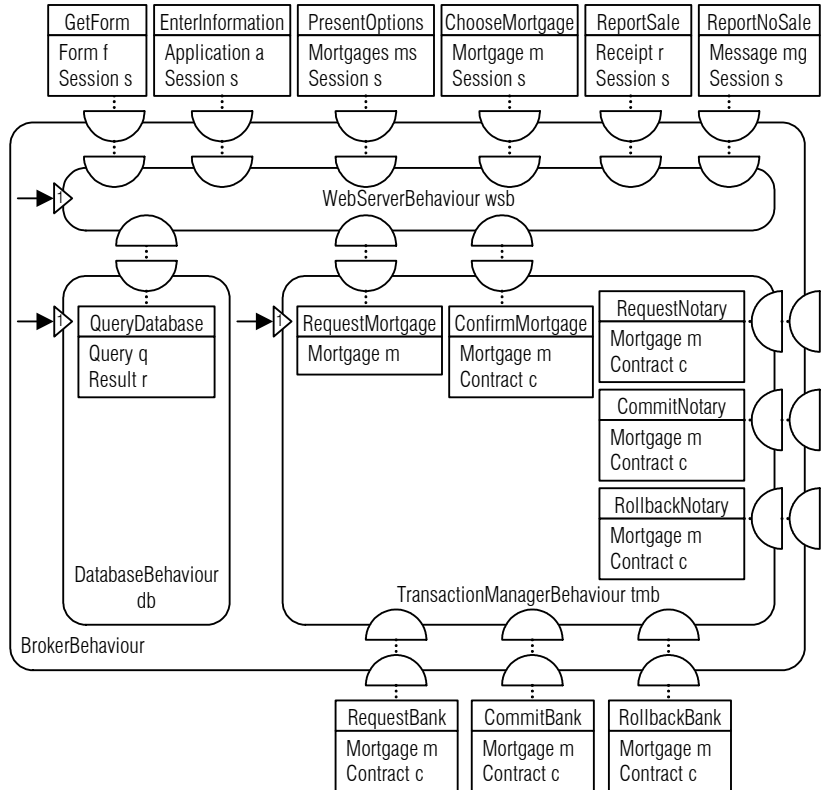 GetForm
Form f
Session s
EnterInformation
Application a
Session s
PresentOptions
Mortgages ms
Session s
ChooseMortgage
Mortgage m
Session s
ReportSale
Receipt r
Session s
ReportNoSale
Message mg
Session s
1
WebServerBehaviour wsb
1
QueryDatabase
Query q
Result r
DatabaseBehaviour
db
1
RequestMortgage
Mortgage m
ConfirmMortgage
Mortgage m
Contract c
RequestNotary
Mortgage m
Contract c
CommitNotary
Mortgage m
Contract c
RollbackNotary
Mortgage m
Contract c
TransactionManagerBehaviour tmb
BrokerBehaviour
RequestBank
Mortgage m
Contract c
CommitBank
Mortgage m
Contract c
RollbackBank
Mortgage m
Contract c